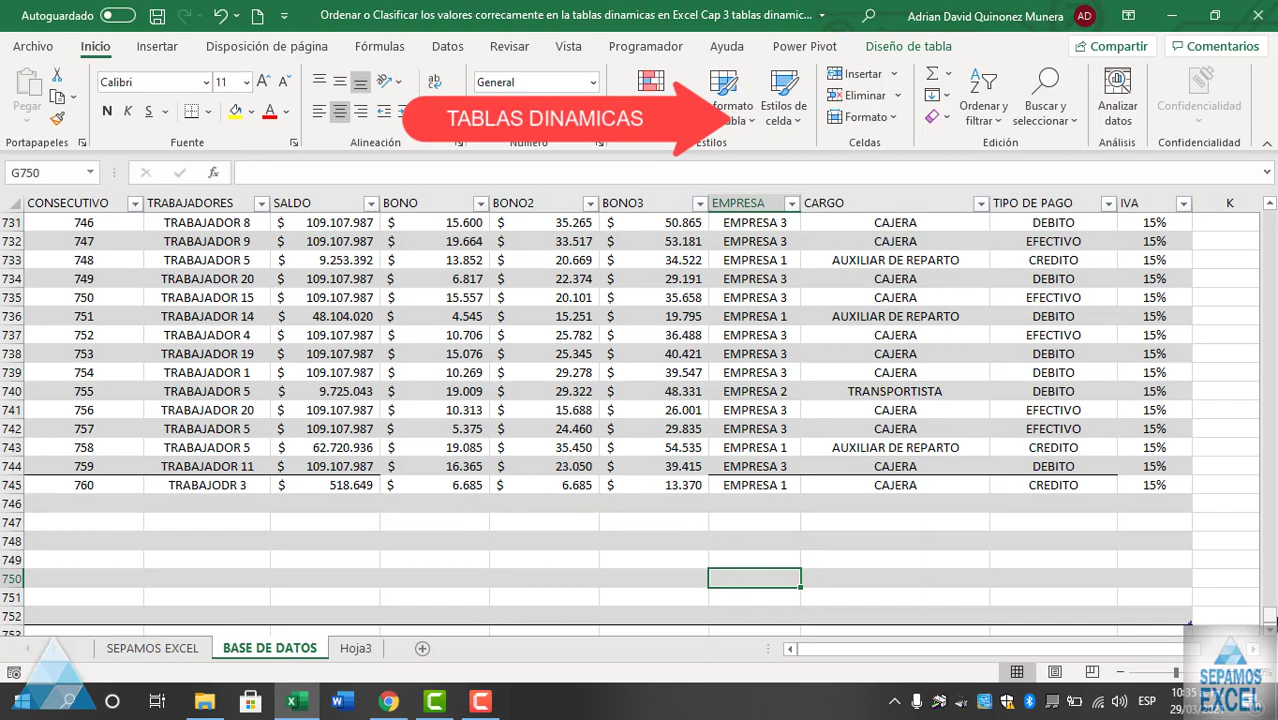 Autoguardado
Ordenar o Clasificar los valores correcamente en la tablas dinamicas en Excel Cap 3 tablas dinamic...
Adrian David Quinonez Munera AD
Archivo Inicio Insertar Disposición de página Fórmulas Datos Revisar Vista Programador Ayuda Power Pivot Diseño de tabla Compartir Comentarios
Pegar
Calibri 11
N K S
General
TABLAS DINAMICAS
Estilos de celda
Insertar
Eliminar
Formato
Ordenar y filtrar
Buscar y seleccionar
Analizar datos
Confidencialidad
Portapapeles Fuente Alineación Número Estilos Celdas Edición Análisis Confidencialidad
G750 fx
CONSECUTIVO TRABAJADORES SALDO BONO BONO2 BONO3 EMPRESA CARGO TIPO DE PAGO IVA K
731 746 TRABAJADOR 8 $ 109.107.987 $ 15.600 $ 35.265 $ 50.865 EMPRESA 3 CAJERA DEBITO 15%
732 747 TRABAJADOR 9 $ 109.107.987 $ 19.664 $ 33.517 $ 53.181 EMPRESA 3 CAJERA EFECTIVO 15%
733 748 TRABAJADOR 5 $ 9.253.392 $ 13.852 $ 20.669 $ 34.522 EMPRESA 1 AUXILIAR DE REPARTO CREDITO 15%
734 749 TRABAJADOR 20 $ 109.107.987 $ 6.817 $ 22.374 $ 29.191 EMPRESA 3 CAJERA DEBITO 15%
735 750 TRABAJADOR 15 $ 109.107.987 $ 15.557 $ 20.101 $ 35.658 EMPRESA 3 CAJERA EFECTIVO 15%
736 751 TRABAJADOR 14 $ 48.104.020 $ 4.545 $ 15.251 $ 19.795 EMPRESA 1 AUXILIAR DE REPARTO DEBITO 15%
737 752 TRABAJADOR 4 $ 109.107.987 $ 10.706 $ 25.782 $ 36.488 EMPRESA 3 CAJERA EFECTIVO 15%
738 753 TRABAJADOR 19 $ 109.107.987 $ 15.076 $ 25.345 $ 40.421 EMPRESA 3 CAJERA DEBITO 15%
739 754 TRABAJADOR 1 $ 109.107.987 $ 10.269 $ 29.278 $ 39.547 EMPRESA 3 CAJERA DEBITO 15%
740 755 TRABAJADOR 5 $ 9.725.043 $ 19.009 $ 29.322 $ 48.331 EMPRESA 2 TRANSPORTISTA DEBITO 15%
741 756 TRABAJADOR 20 $ 109.107.987 $ 10.313 $ 15.688 $ 26.001 EMPRESA 3 CAJERA EFECTIVO 15%
742 757 TRABAJADOR 5 $ 109.107.987 $ 5.375 $ 24.460 $ 29.835 EMPRESA 3 CAJERA EFECTIVO 15%
743 758 TRABAJADOR 5 $ 62.720.936 $ 19.085 $ 35.450 $ 54.535 EMPRESA 1 AUXILIAR DE REPARTO CREDITO 15%
744 759 TRABAJADOR 11 $ 109.107.987 $ 16.365 $ 23.050 $ 39.415 EMPRESA 3 CAJERA DEBITO 15%
745 760 TRABAJODR 3 $ 518.649 $ 6.685 $ 6.685 $ 13.370 EMPRESA 1 CAJERA CREDITO 15%
746
747
748
749
750
751
752
753
SEPAMOS EXCEL BASE DE DATOS Hoja3
SEPAMOS
EXCEL
ESP
10:35 a.
29/03/20